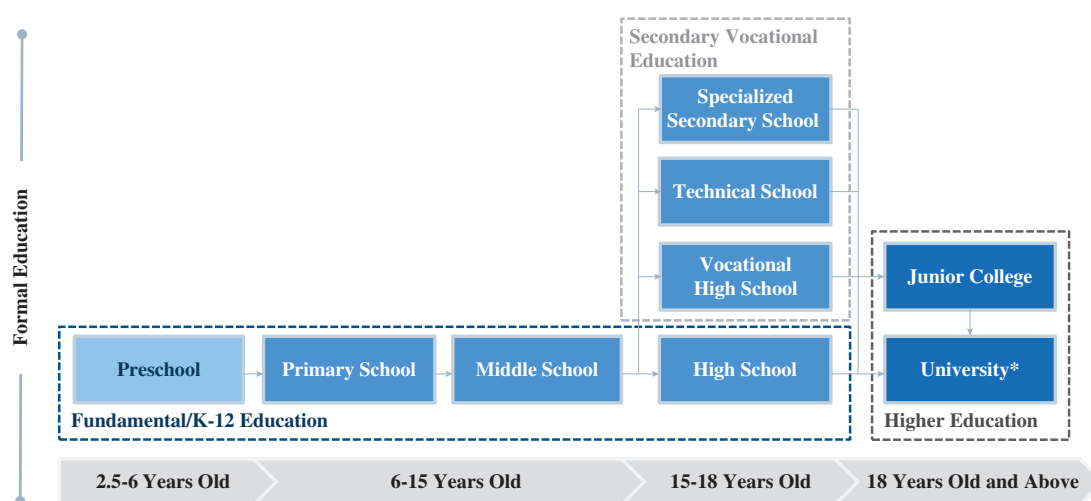 Formal Education
Secondary Vocational
Education
Specialized
Secondary School
Technical School
Vocational
High School
Junior College
Preschool
Primary School
Middle School
High School
University*
Fundamental/K-12 Education
Higher Education
2.5-6 Years Old
6-15 Years Old
15-18 Years Old
18 Years Old and Above